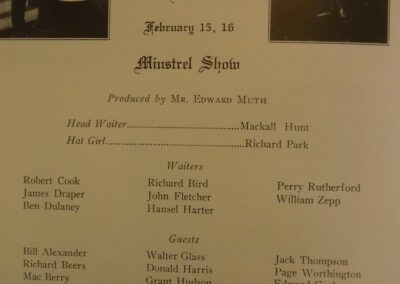 February 15, 16
Minstrel Show
Produced by MR. EDWARD MUTH
Head Waiter..........................................Mackall Hunt
Hat Girl...................................................Richard Park
Waiters
Robert Cook Richard Bird Perry Rutherford
James Draper John Fletcher William Zepp
Ben Dulaney Hansel Harter
Guests
Bill Alexander Walter Glass Jack Thompson
Richard Beers Donald Harris Page Worthington
Mac Berry Grant Hudson